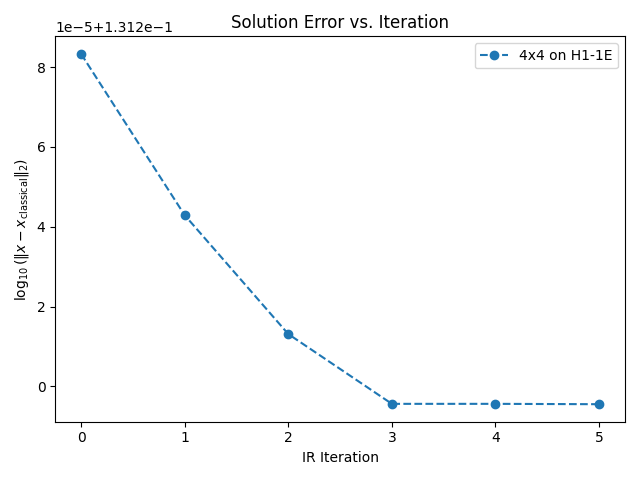 Solution Error vs. Iteration
1e−5+1.312e−1
4x4 on H1-1E
8
6
4
2
0
log₁₀(‖x − x_classical‖₂)
0 1 2 3 4 5
IR Iteration